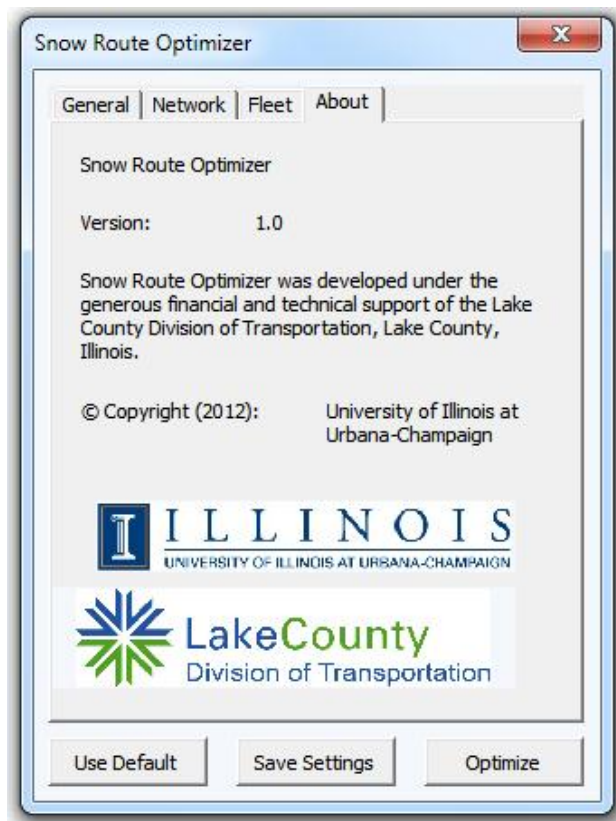 Snow Route Optimizer
General Network Fleet About
Snow Route Optimizer
Version: 1.0
Snow Route Optimizer was developed under the
generous financial and technical support of the Lake
County Division of Transportation, Lake County,
Illinois.
© Copyright (2012): University of Illinois at
Urbana-Champaign
I ILLINOIS
UNIVERSITY OF ILLINOIS AT URBANA-CHAMPAIGN
LakeCounty
Division of Transportation
Use Default Save Settings Optimize